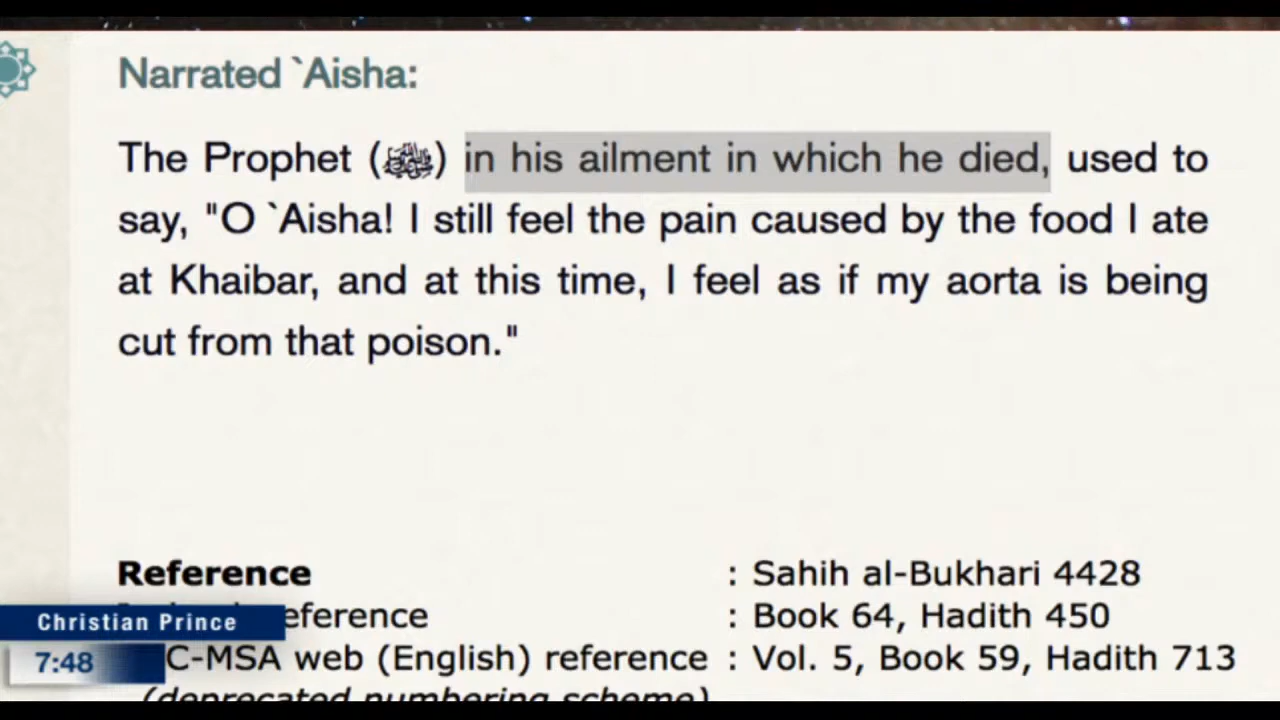 Narrated `Aisha:
The Prophet (ﷺ) in his ailment in which he died, used to
say, "O `Aisha! I still feel the pain caused by the food I ate
at Khaibar, and at this time, I feel as if my aorta is being
cut from that poison."
Reference : Sahih al-Bukhari 4428
eference : Book 64, Hadith 450
Christian Prince
C-MSA web (English) reference : Vol. 5, Book 59, Hadith 713
7:48
(deprecated numbering scheme)